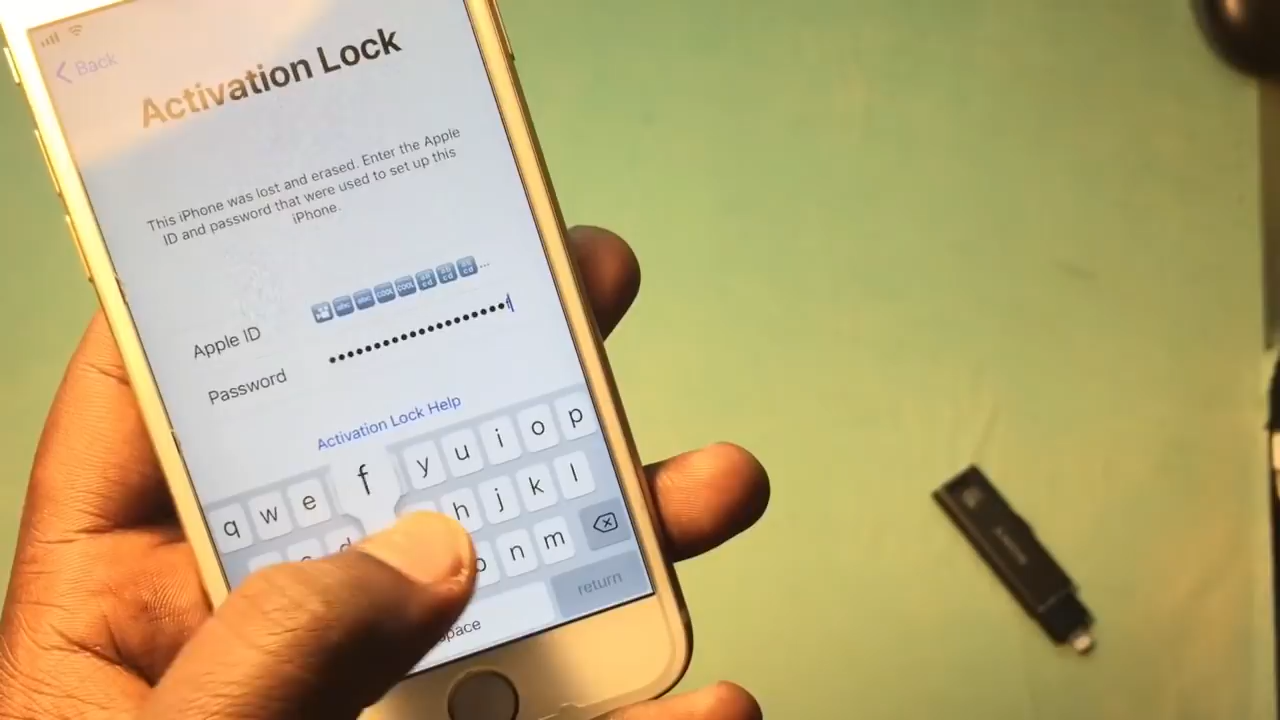 Back
Activation Lock
This iPhone was lost and erased. Enter the Apple
ID and password that were used to set up this
iPhone.
Apple ID
Password
Activation Lock Help
q w e f y u i o p
h j k l
n m
space
return